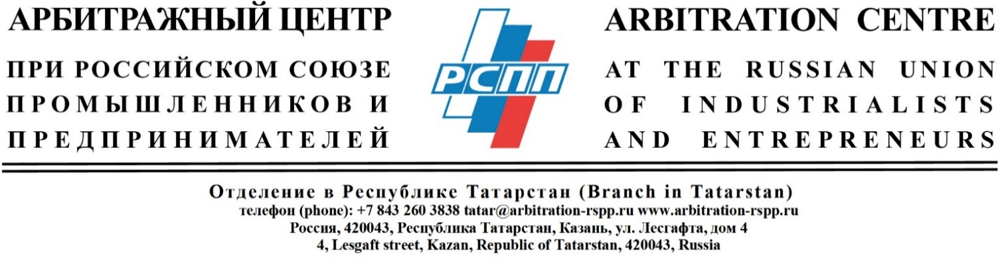 АРБИТРАЖНЫЙ ЦЕНТР
ПРИ РОССИЙСКОМ СОЮЗЕ
ПРОМЫШЛЕННИКОВ И
ПРЕДПРИНИМАТЕЛЕЙ
РСПП
ARBITRATION CENTRE
AT THE RUSSIAN UNION
OF INDUSTRIALISTS
AND ENTREPRENEURS
Отделение в Республике Татарстан (Branch in Tatarstan)
телефон (phone): +7 843 260 3838 tatar@arbitration-rspp.ru www.arbitration-rspp.ru
Россия, 420043, Республика Татарстан, Казань, ул. Лесгафта, дом 4
4, Lesgaft street, Kazan, Republic of Tatarstan, 420043, Russia